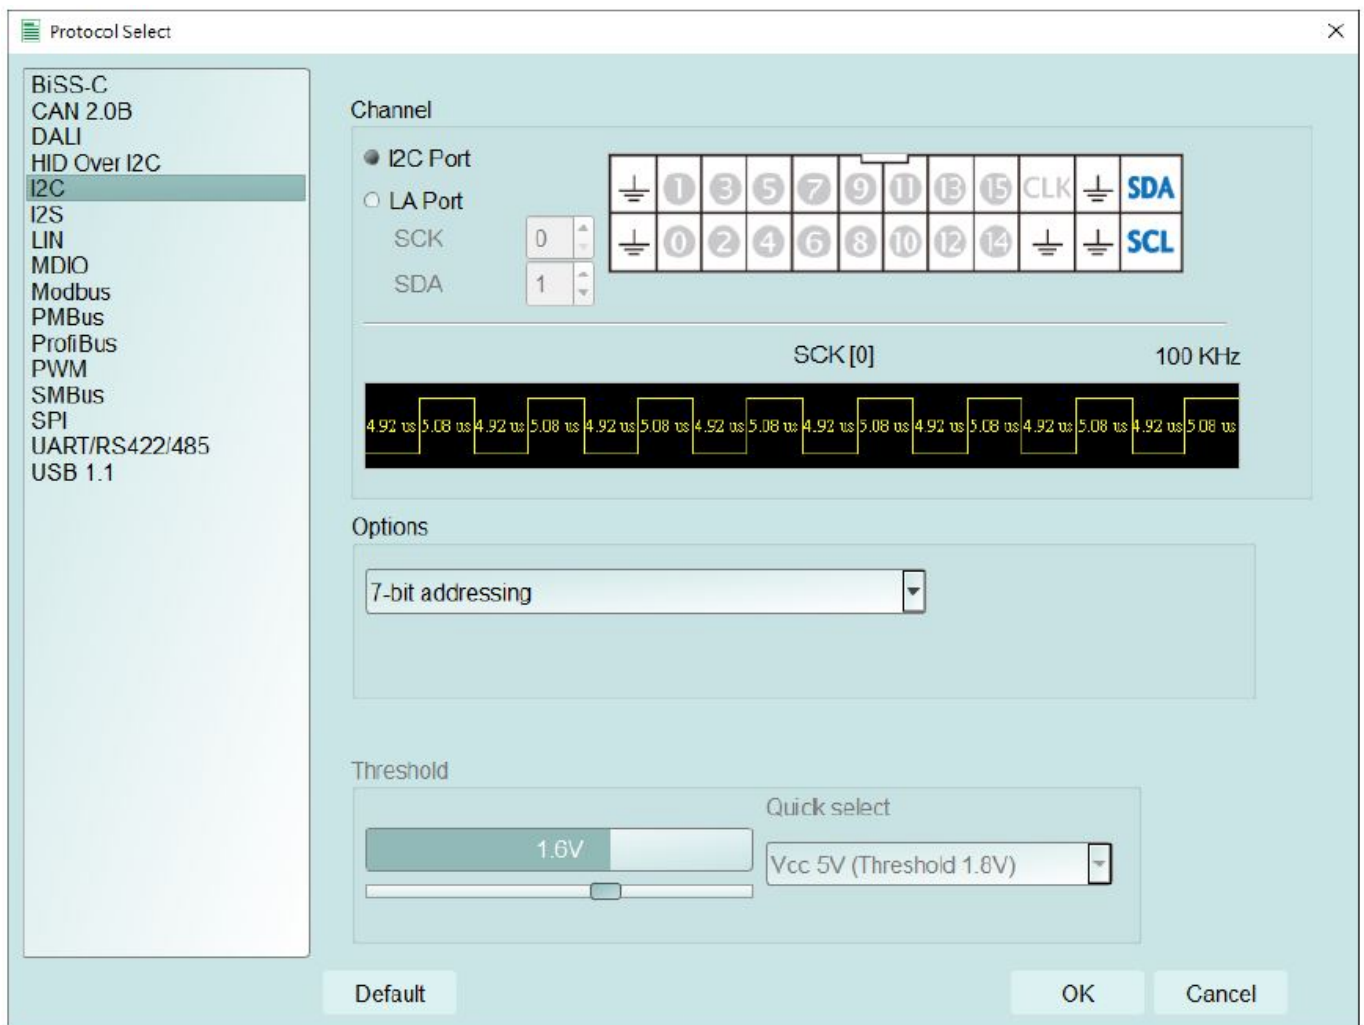 Protocol Select
BiSS-C
CAN 2.0B
DALI
HID Over I2C
I2C
I2S
LIN
MDIO
Modbus
PMBus
ProfiBus
PWM
SMBus
SPI
UART/RS422/485
USB 1.1
Channel
I2C Port
LA Port
SCK 0
SDA 1
1 3 5 7 9 11 13 15 CLK SDA
0 2 4 6 8 10 12 14 SCL
SCK [0] 100 KHz
4.92 us 5.08 us 4.92 us 5.08 us 4.92 us 5.08 us 4.92 us 5.08 us 4.92 us 5.08 us 4.92 us 5.08 us 4.92 us 5.08 us 4.92 us 5.08 us
Options
7-bit addressing
Threshold
Quick select
1.6V
Vcc 5V (Threshold 1.8V)
Default OK Cancel